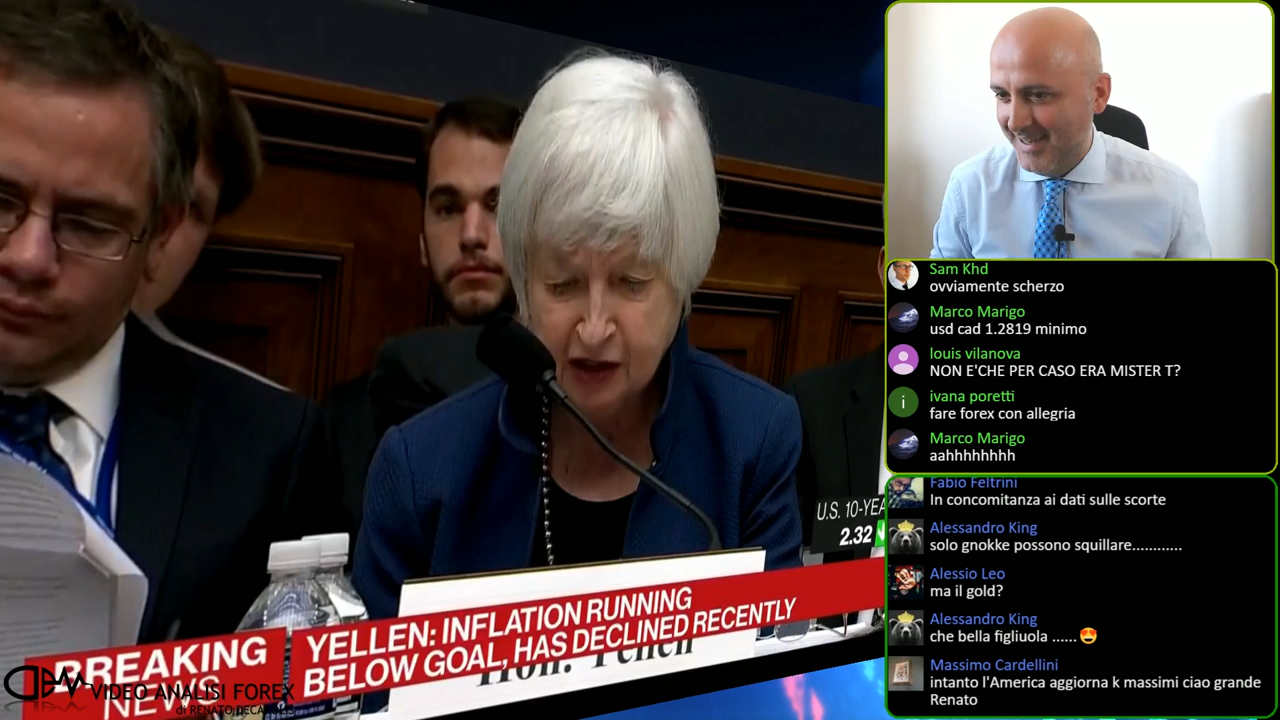 U.S. 10-YEA
2.32
BREAKING
NEWS
YELLEN: INFLATION RUNNING
BELOW GOAL, HAS DECLINED RECENTLY
Hon. Yellen
VIDEO ANALISI FOREX
di RENATO DECAROLIS
Sam Khd
ovviamente scherzo
Marco Marigo
usd cad 1.2819 minimo
louis vilanova
NON E'CHE PER CASO ERA MISTER T?
i
ivana poretti
fare forex con allegria
Marco Marigo
aahhhhhhhh
Fabio Feltrini
In concomitanza ai dati sulle scorte
Alessandro King
solo gnokke possono squillare............
Alessio Leo
ma il gold?
Alessandro King
che bella figliuola ...... 😍
Massimo Cardellini
intanto l'America aggiorna k massimi ciao grande
Renato